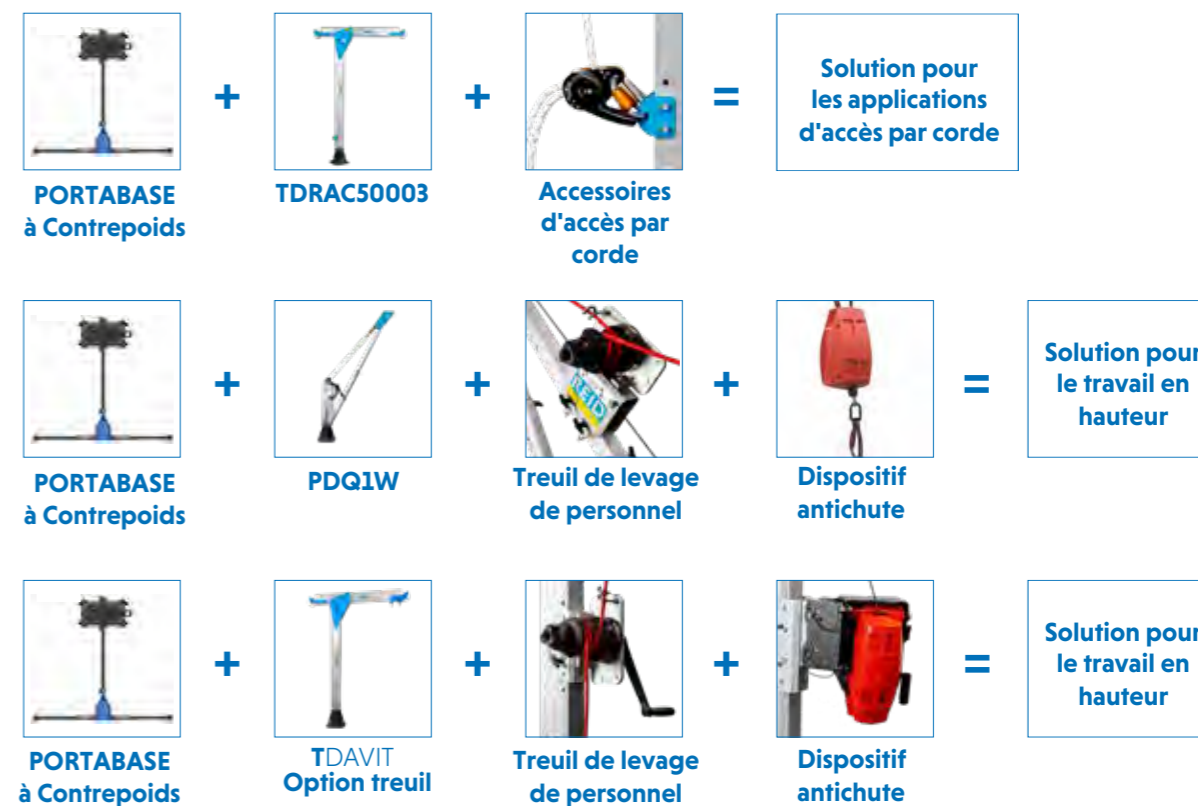 + + =
Solution pour
les applications
d'accès par corde
PORTABASE
à Contrepoids
TDRAC50003
Accessoires
d'accès par
corde
+ + + =
REID
Solution pour
le travail en
hauteur
PORTABASE
à Contrepoids
PDQ1W
Treuil de levage
de personnel
Dispositif
antichute
+ + + =
Solution pour
le travail en
hauteur
PORTABASE
à Contrepoids
TDAVIT
Option treuil
Treuil de levage
de personnel
Dispositif
antichute